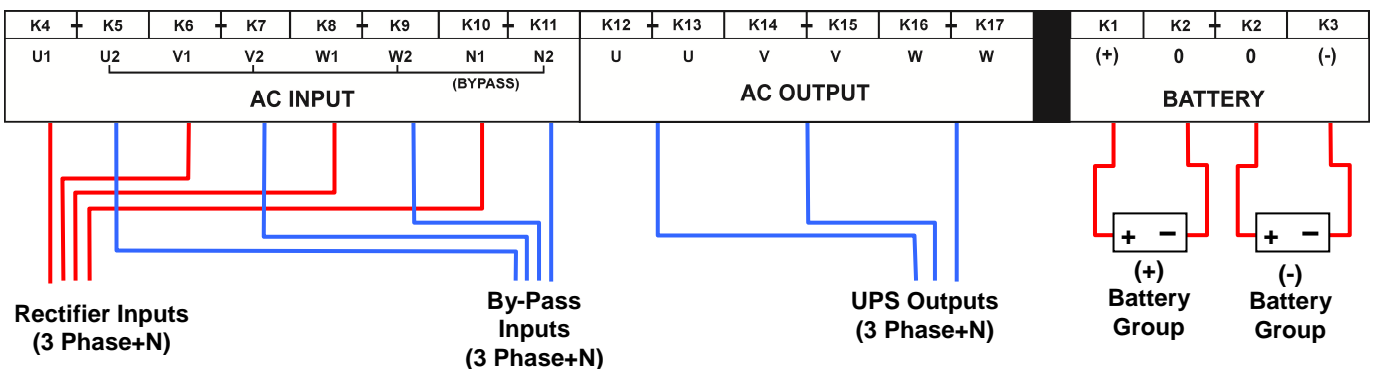 K4 K5 K6 K7 K8 K9 K10 K11 K12 K13 K14 K15 K16 K17 K1 K2 K2 K3
U1 U2 V1 V2 W1 W2 N1 N2 U U V V W W (+) 0 0 (-)
(BYPASS)
AC INPUT AC OUTPUT BATTERY
+ − + −
Rectifier Inputs
(3 Phase+N)
By-Pass
Inputs
(3 Phase+N)
UPS Outputs
(3 Phase+N)
(+)
Battery
Group
(-)
Battery
Group